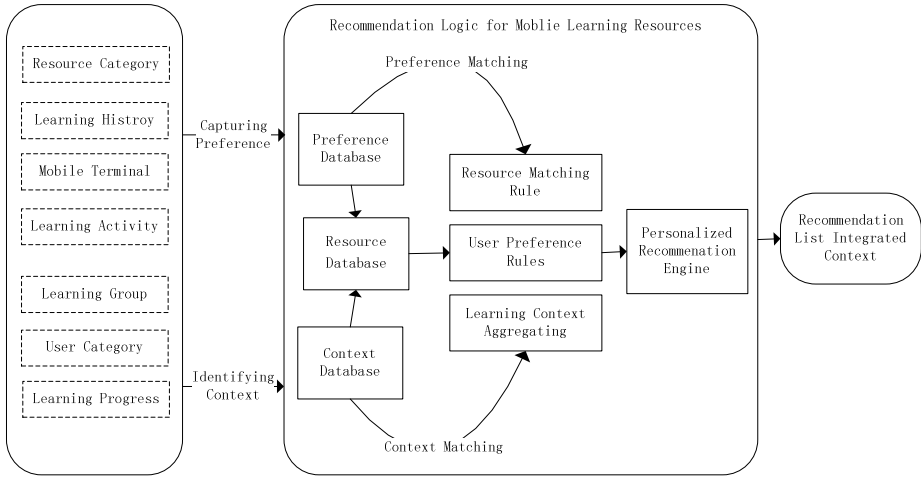 Recommendation Logic for Moblie Learning Resources
Resource Category
Learning Histroy
Mobile Terminal
Learning Activity
Learning Group
User Category
Learning Progress
Capturing
Preference
Identifying
Context
Preference Matching
Preference
Database
Resource
Database
Context
Database
Context Matching
Resource Matching
Rule
User Preference
Rules
Learning Context
Aggregating
Personalized
Recommenation
Engine
Recommendation
List Integrated
Context